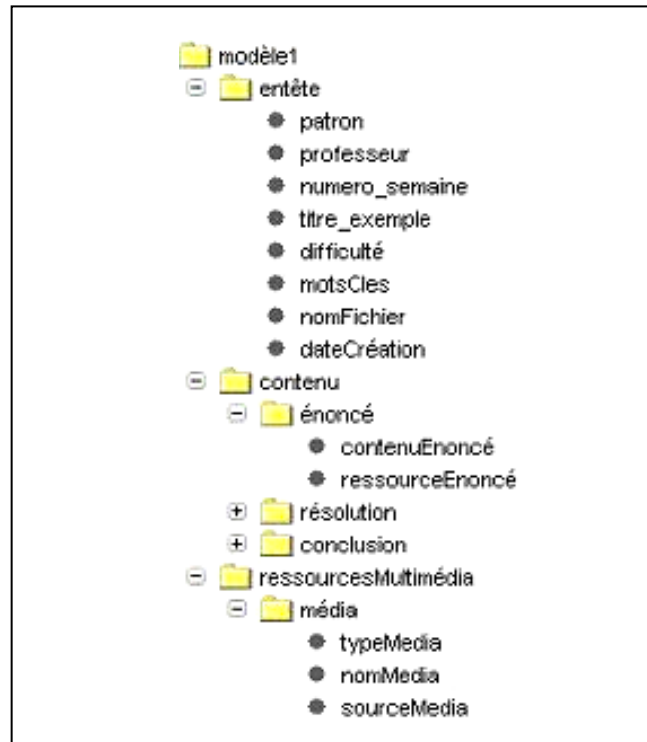 modèle1
entête
patron
professeur
numero_semaine
titre_exemple
difficulté
motsCles
nomFichier
dateCréation
contenu
énoncé
contenuEnoncé
ressourceEnoncé
résolution
conclusion
ressourcesMultimédia
média
typeMedia
nomMedia
sourceMedia